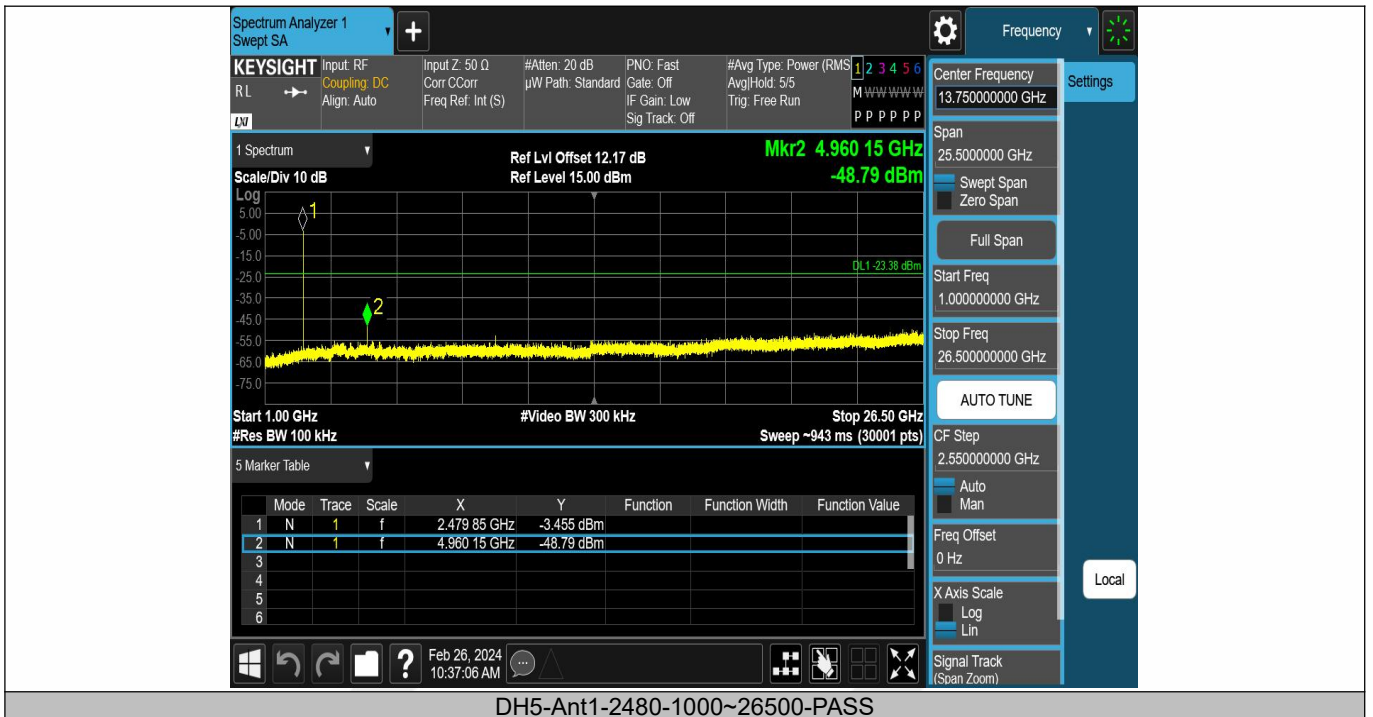 Spectrum Analyzer 1
Swept SA
+
Frequency
KEYSIGHT
RL
LXI
Input: RF
Coupling: DC
Align: Auto
Input Z: 50 Ω
Corr CCorr
Freq Ref: Int (S)
#Atten: 20 dB
µW Path: Standard
PNO: Fast
Gate: Off
IF Gain: Low
Sig Track: Off
#Avg Type: Power (RMS
Avg|Hold: 5/5
Trig: Free Run
1 2 3 4 5 6
M W W W W W
P P P P P P
1 Spectrum
Scale/Div 10 dB
Ref Lvl Offset 12.17 dB
Ref Level 15.00 dBm
Mkr2 4.960 15 GHz
-48.79 dBm
Log
5.00
-5.00
-15.0
-25.0
-35.0
-45.0
-55.0
-65.0
-75.0
1
2
DL1 -23.38 dBm
Start 1.00 GHz
#Video BW 300 kHz
Stop 26.50 GHz
#Res BW 100 kHz
Sweep ~943 ms (30001 pts)
5 Marker Table
Mode Trace Scale X Y Function Function Width Function Value
1 N 1 f 2.479 85 GHz -3.455 dBm
2 N 1 f 4.960 15 GHz -48.79 dBm
3
4
5
6
?
Feb 26, 2024
10:37:06 AM
Center Frequency
13.750000000 GHz
Settings
Span
25.5000000 GHz
Swept Span
Zero Span
Full Span
Start Freq
1.000000000 GHz
Stop Freq
26.500000000 GHz
AUTO TUNE
CF Step
2.550000000 GHz
Auto
Man
Freq Offset
0 Hz
Local
X Axis Scale
Log
Lin
Signal Track
(Span Zoom)
DH5-Ant1-2480-1000~26500-PASS